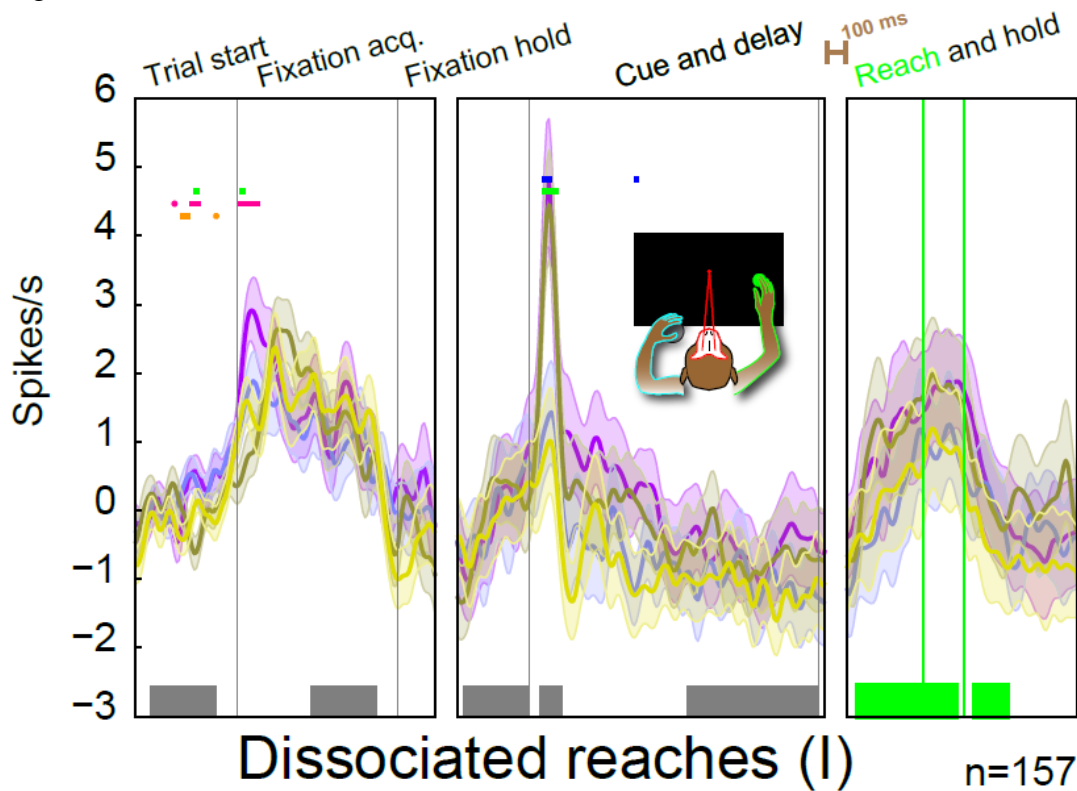 Trial start
Fixation acq.
Fixation hold
Cue and delay
100 ms
Reach and hold
6
5
4
3
2
1
0
−1
−2
−3
Spikes/s
Dissociated reaches (I)
n=157